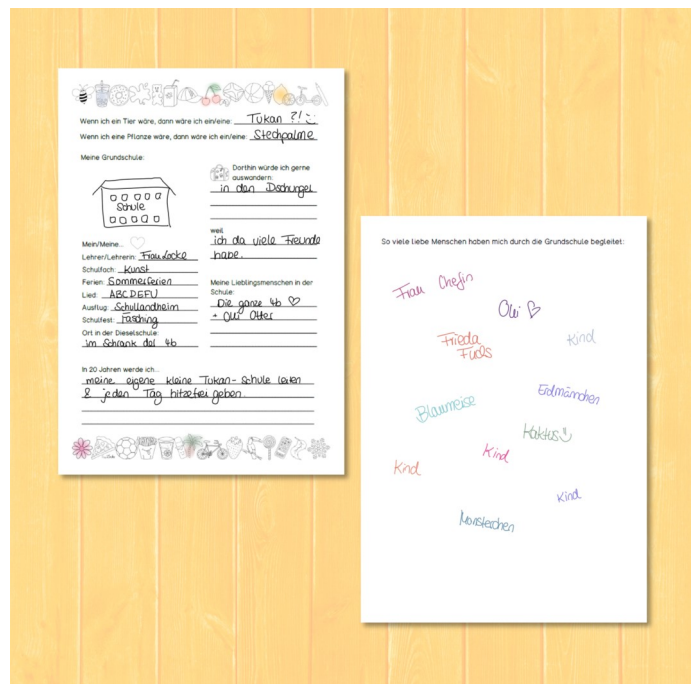 Wenn ich ein Tier wäre, dann wäre ich ein/eine: Tukan ?!
Wenn ich eine Pflanze wäre, dann wäre ich ein/eine: Stechpalme
Meine Grundschule:
Schule
Dorthin würde ich gerne
auswandern:
in den Dschungel
weil
ich da viele Freunde
habe.
Mein/Meine...
Lehrer/Lehrerin: Frau Locke
Schulfach: Kunst
Ferien: Sommerferien
Lied: ABCDEFU
Ausflug: Schullandheim
Schulfest: Fasching
Ort in der Dieselschule:
im Schrank der 4b
Meine Lieblingsmenschen in der
Schule:
Die ganze 4b ♡
+ Olli Otter
In 20 Jahren werde ich...
meine eigene kleine Tukan-Schule leiten
& jeden Tag hitzefrei geben.
So viele liebe Menschen haben mich durch die Grundschule begleitet:
Frau Chefin
Olli ♡
Frieda
Fuchs
Kind
Erdmännchen
Blaumeise
Kaktus
Kind
Kind
Kind
Monsterchen